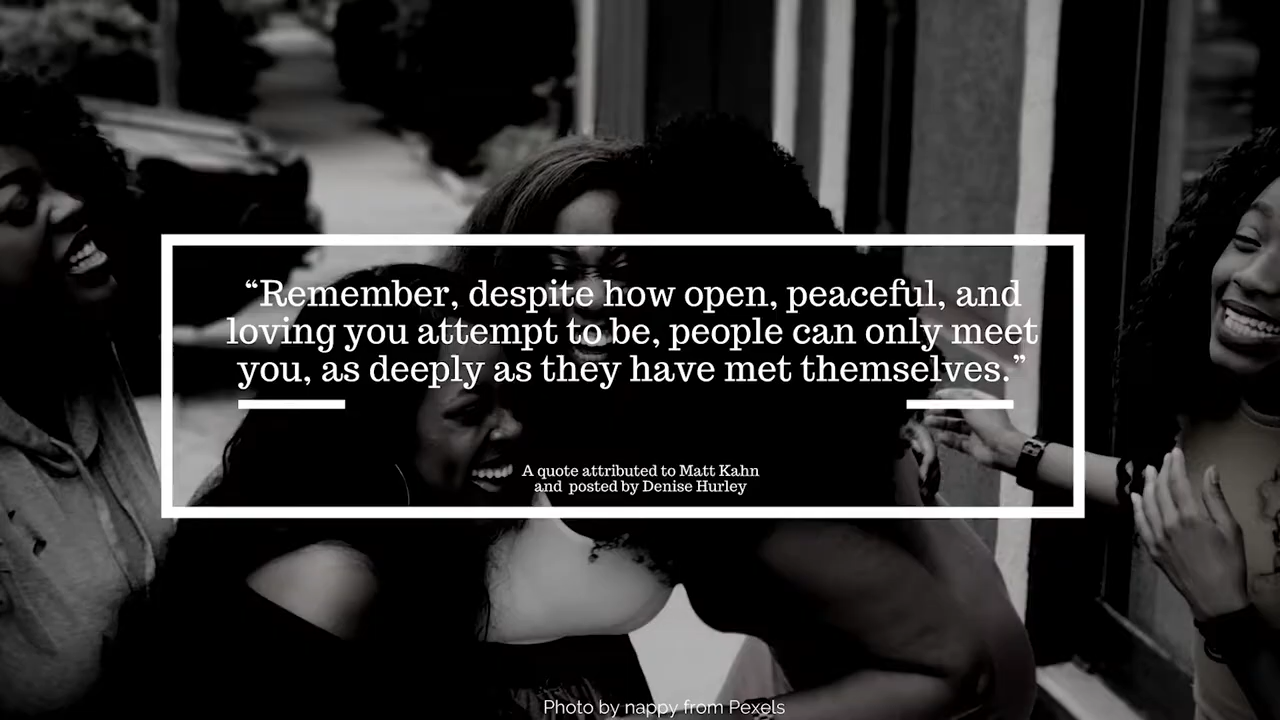 “Remember, despite how open, peaceful, and
loving you attempt to be, people can only meet
you, as deeply as they have met themselves.”
A quote attributed to Matt Kahn
and posted by Denise Hurley
Photo by nappy from Pexels